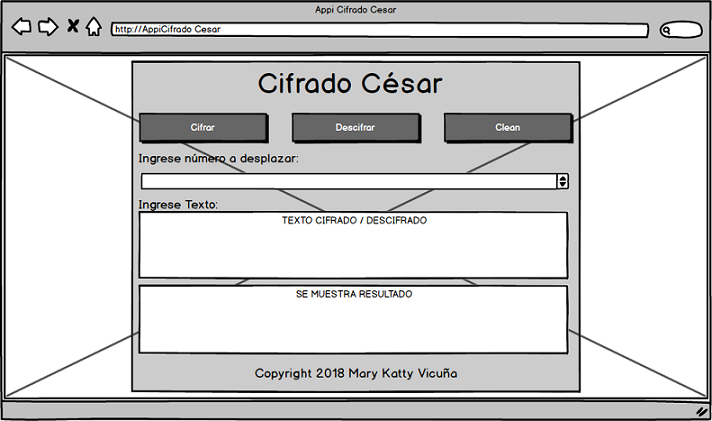 Appi Cifrado Cesar
http://AppiCifrado Cesar
Cifrado César
Cifrar
Descifrar
Clean
Ingrese número a desplazar:
Ingrese Texto:
TEXTO CIFRADO / DESCIFRADO
SE MUESTRA RESULTADO
Copyright 2018 Mary Katty Vicuña